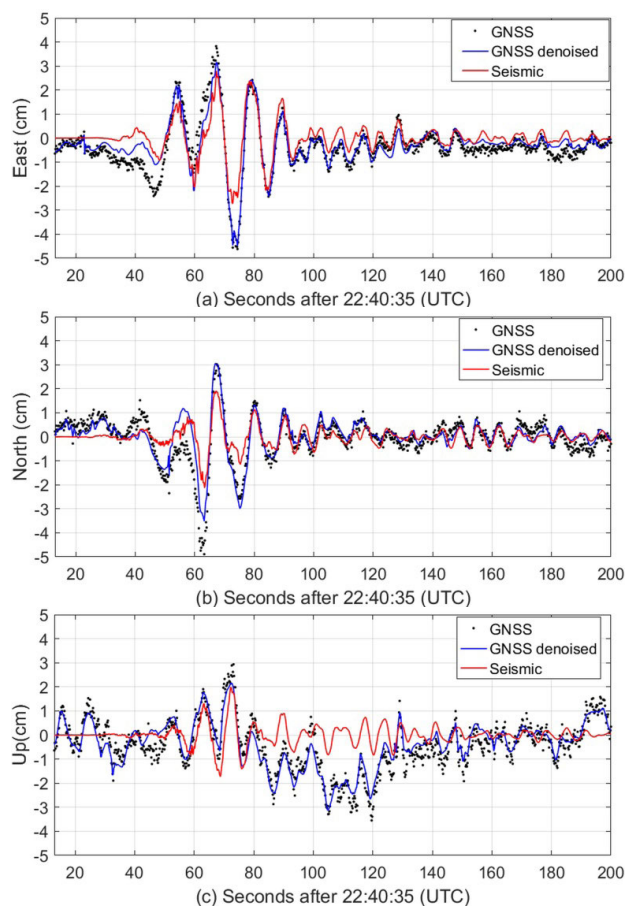 5
4
3
2
1
0
-1
-2
-3
-4
-5
East (cm)
GNSS
GNSS denoised
Seismic
20 40 60 80 100 120 140 160 180 200
(a) Seconds after 22:40:35 (UTC)
5
4
3
2
1
0
-1
-2
-3
-4
-5
North (cm)
GNSS
GNSS denoised
Seismic
20 40 60 80 100 120 140 160 180 200
(b) Seconds after 22:40:35 (UTC)
5
4
3
2
1
0
-1
-2
-3
-4
-5
Up(cm)
GNSS
GNSS denoised
Seismic
20 40 60 80 100 120 140 160 180 200
(c) Seconds after 22:40:35 (UTC)